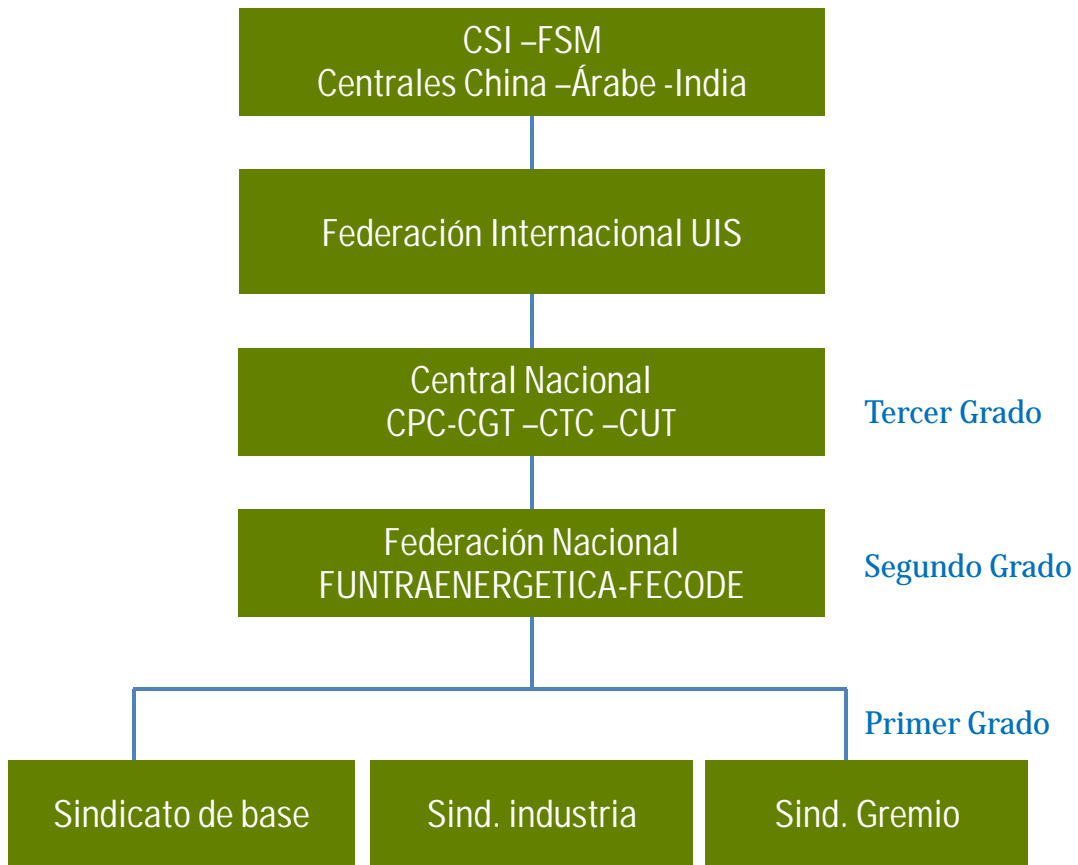 CSI –FSM
Centrales China –Árabe -India
Federación Internacional UIS
Central Nacional
CPC-CGT –CTC –CUT
Tercer Grado
Federación Nacional
FUNTRAENERGETICA-FECODE
Segundo Grado
Primer Grado
Sindicato de base
Sind. industria
Sind. Gremio